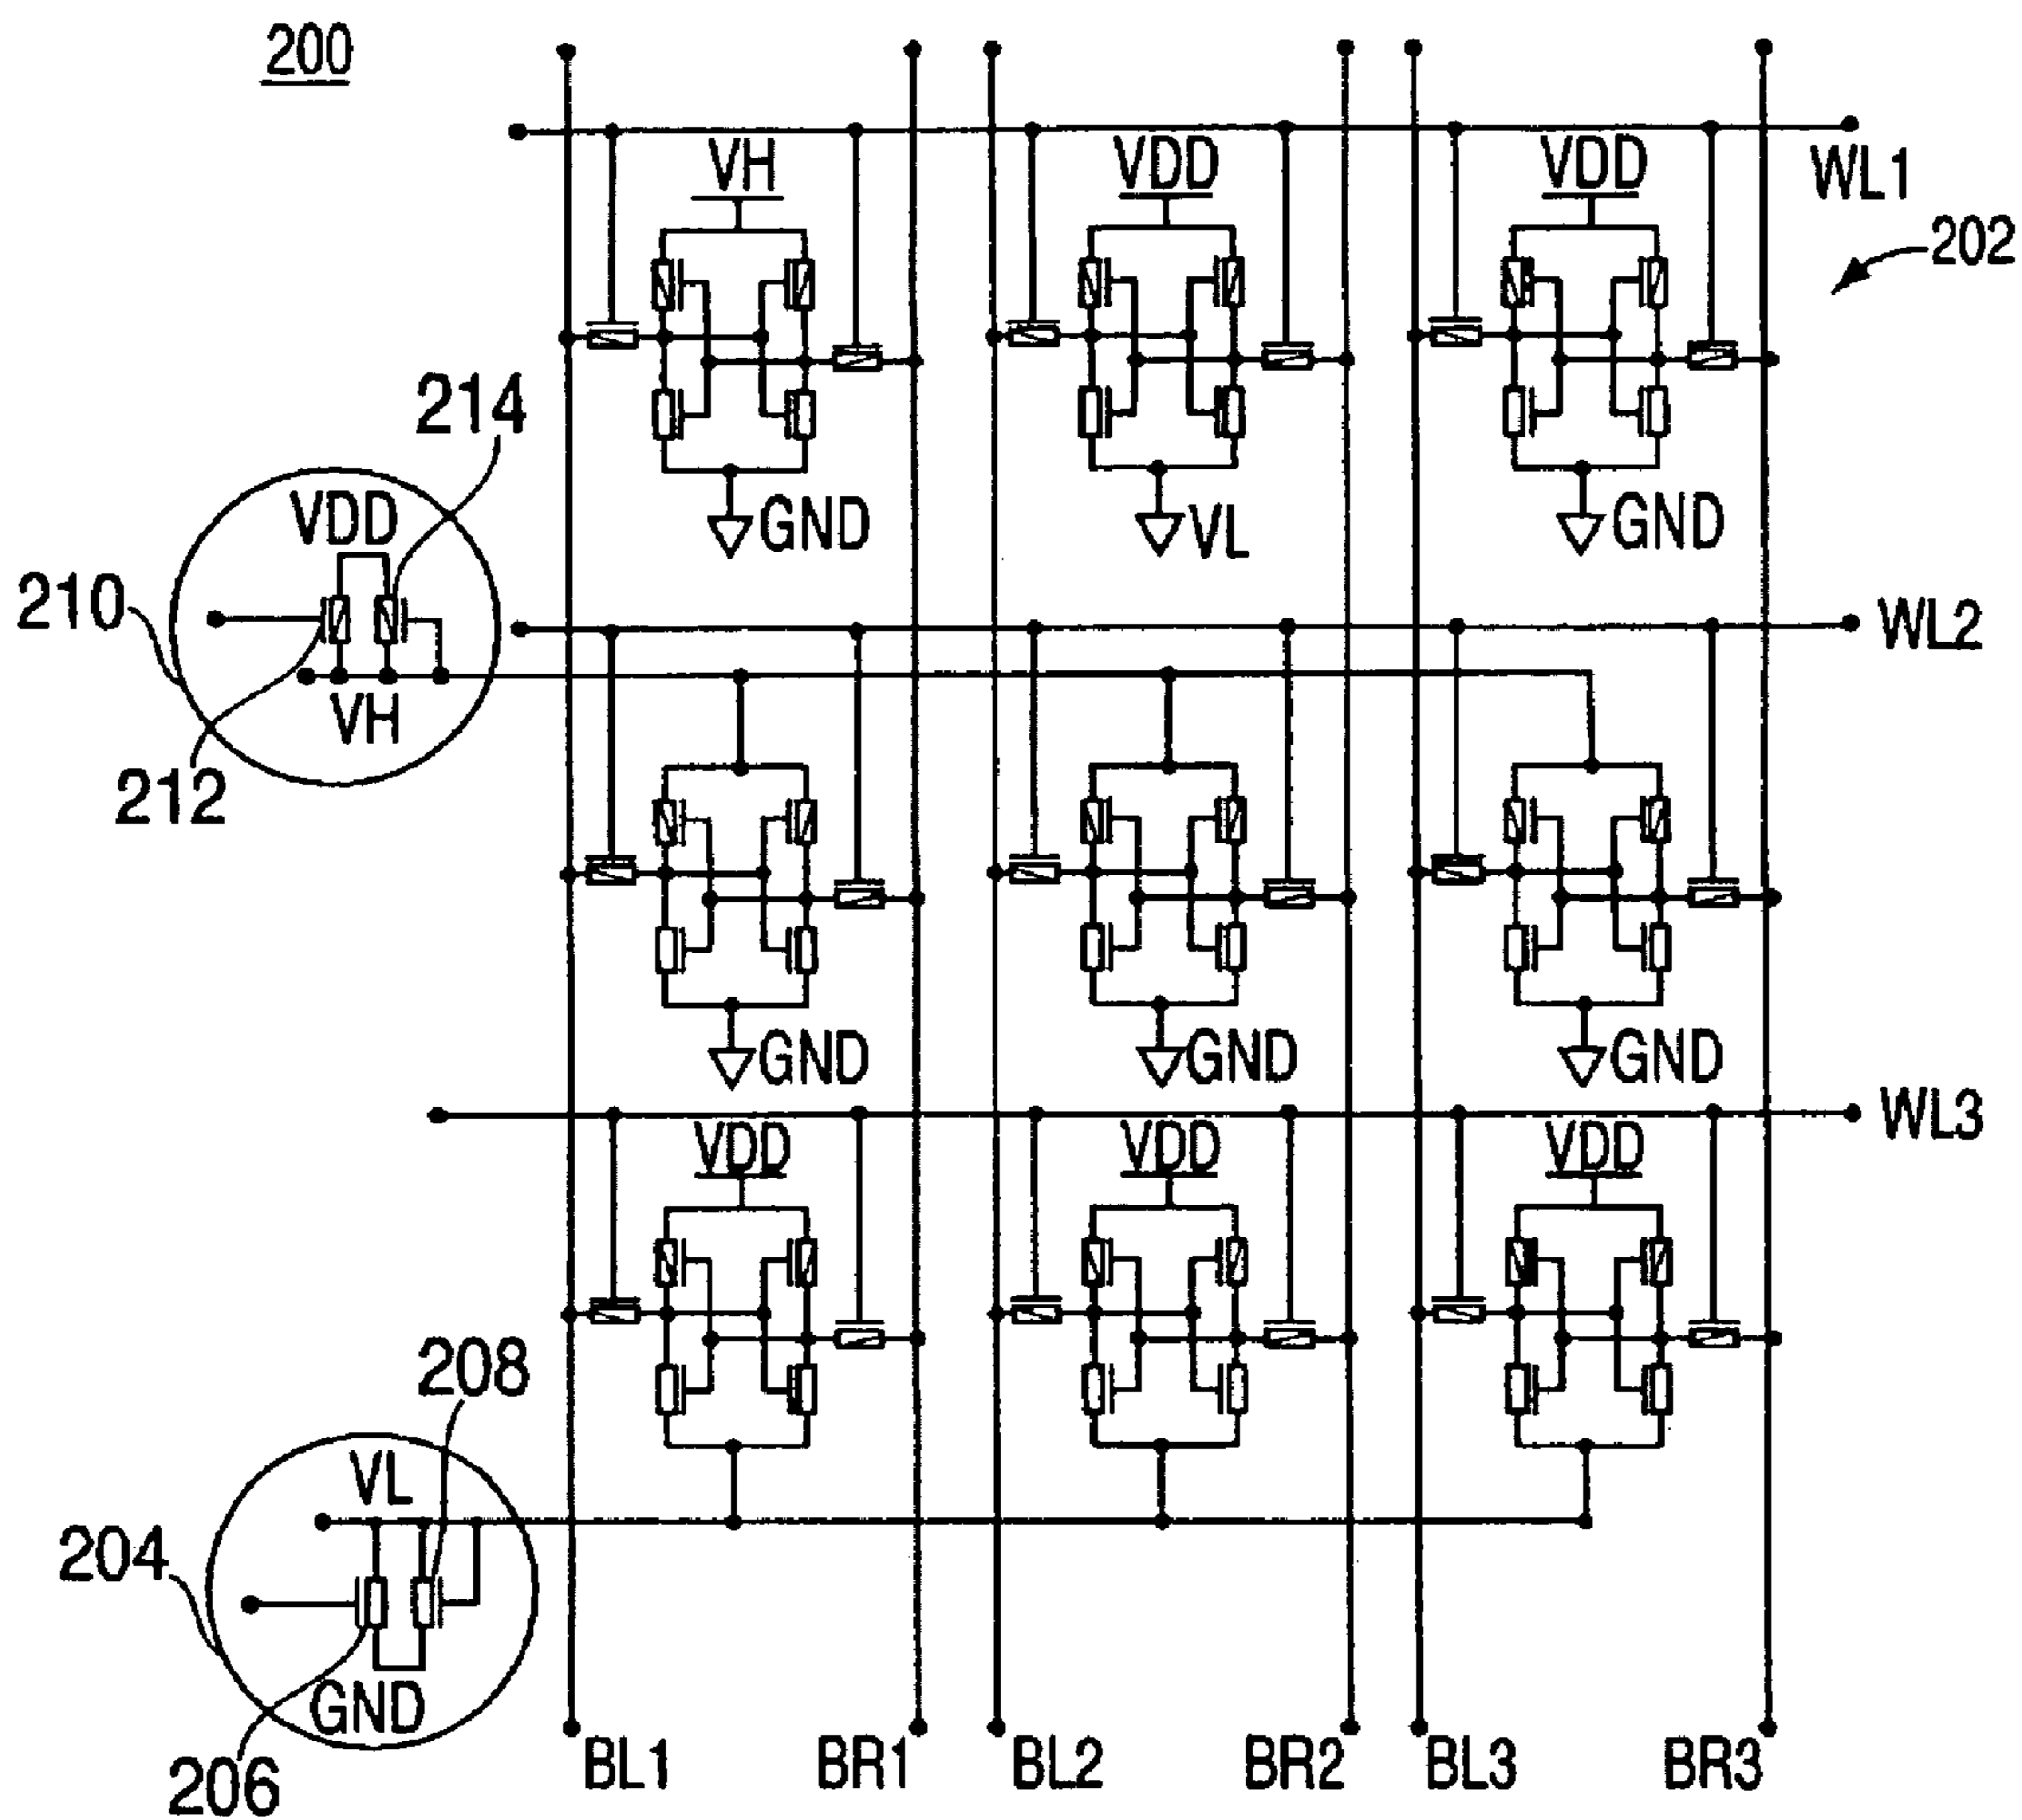 200
VH
VDD
VDD
WL1
202
214
GND
VL
GND
VDD
210
WL2
VH
212
GND
GND
GND
WL3
VDD
VDD
VDD
208
VL
204
GND
206
BL1
BR1
BL2
BR2
BL3
BR3